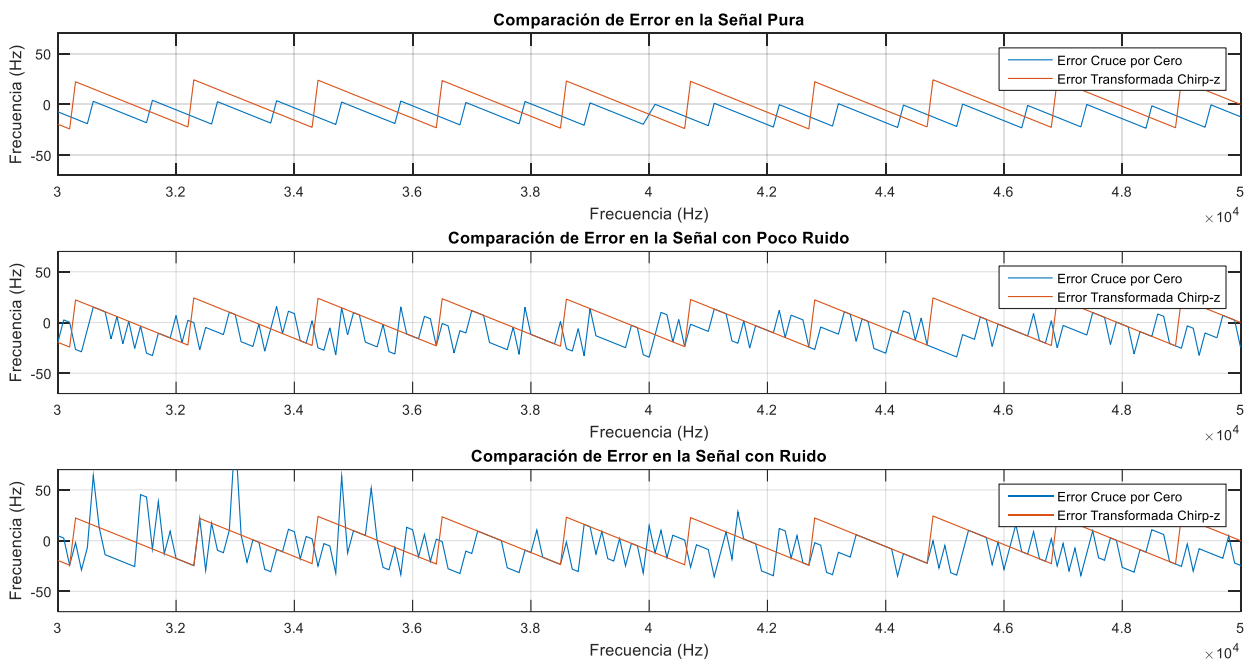 Comparación de Error en la Señal Pura
Frecuencia (Hz)
50
0
-50
Error Cruce por Cero
Error Transformada Chirp-z
3 3.2 3.4 3.6 3.8 4 4.2 4.4 4.6 4.8 5
Frecuencia (Hz)
×10⁴
Comparación de Error en la Señal con Poco Ruido
Frecuencia (Hz)
50
0
-50
Error Cruce por Cero
Error Transformada Chirp-z
3 3.2 3.4 3.6 3.8 4 4.2 4.4 4.6 4.8 5
Frecuencia (Hz)
×10⁴
Comparación de Error en la Señal con Ruido
Frecuencia (Hz)
50
0
-50
Error Cruce por Cero
Error Transformada Chirp-z
3 3.2 3.4 3.6 3.8 4 4.2 4.4 4.6 4.8 5
Frecuencia (Hz)
×10⁴